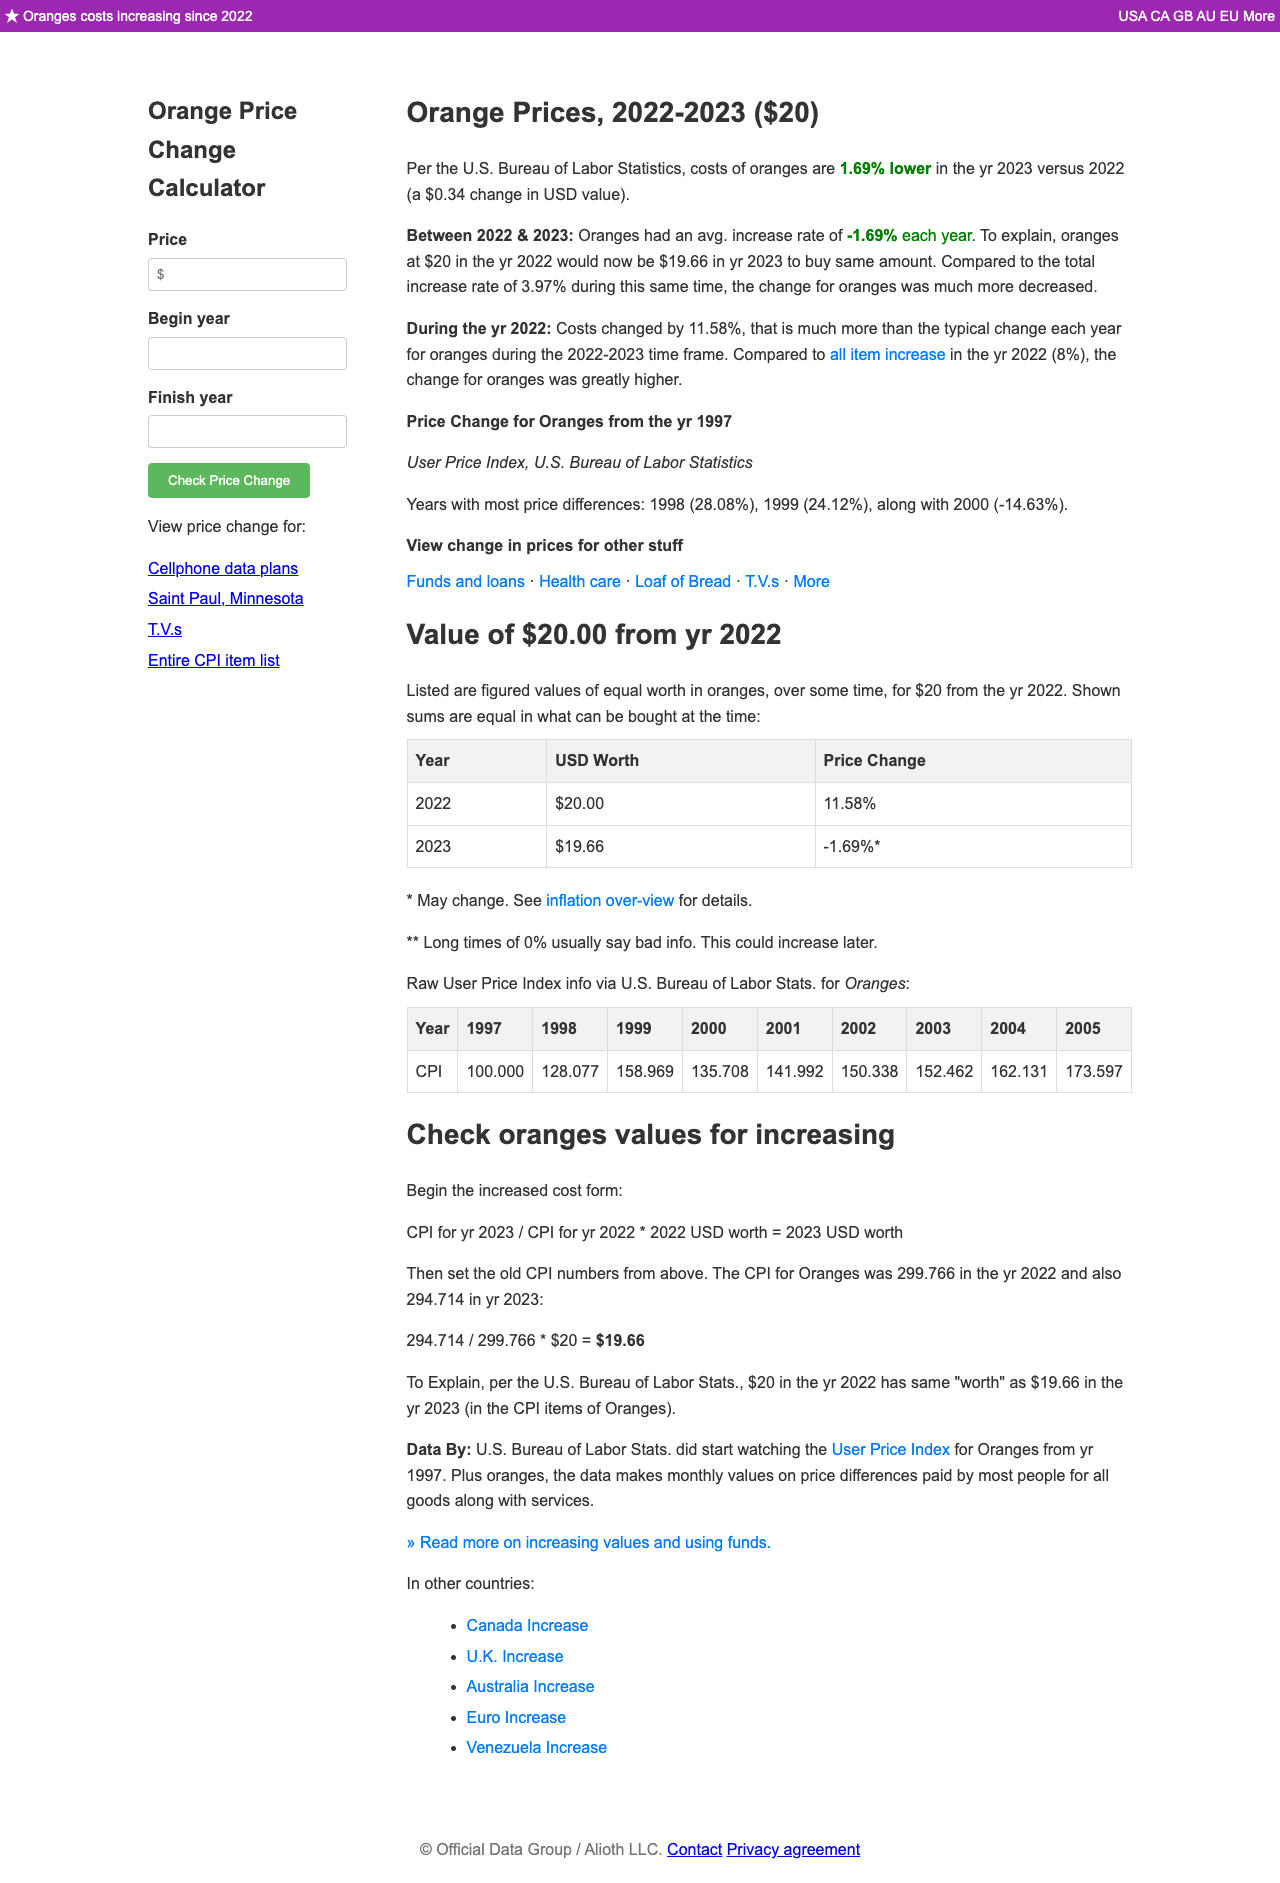 ★ Oranges costs increasing since 2022
USA CA GB AU EU More
Orange Price
Change
Calculator
Price
$
Begin year
Finish year
Check Price Change
View price change for:
Cellphone data plans
Saint Paul, Minnesota
T.V.s
Entire CPI item list
Orange Prices, 2022-2023 ($20)
Per the U.S. Bureau of Labor Statistics, costs of oranges are 1.69% lower in the yr 2023 versus 2022
(a $0.34 change in USD value).
Between 2022 & 2023: Oranges had an avg. increase rate of -1.69% each year. To explain, oranges
at $20 in the yr 2022 would now be $19.66 in yr 2023 to buy same amount. Compared to the total
increase rate of 3.97% during this same time, the change for oranges was much more decreased.
During the yr 2022: Costs changed by 11.58%, that is much more than the typical change each year
for oranges during the 2022-2023 time frame. Compared to all item increase in the yr 2022 (8%), the
change for oranges was greatly higher.
Price Change for Oranges from the yr 1997
User Price Index, U.S. Bureau of Labor Statistics
Years with most price differences: 1998 (28.08%), 1999 (24.12%), along with 2000 (-14.63%).
View change in prices for other stuff
Funds and loans · Health care · Loaf of Bread · T.V.s · More
Value of $20.00 from yr 2022
Listed are figured values of equal worth in oranges, over some time, for $20 from the yr 2022. Shown
sums are equal in what can be bought at the time:
Year USD Worth Price Change
2022 $20.00 11.58%
2023 $19.66 -1.69%*
* May change. See inflation over-view for details.
** Long times of 0% usually say bad info. This could increase later.
Raw User Price Index info via U.S. Bureau of Labor Stats. for Oranges:
Year 1997 1998 1999 2000 2001 2002 2003 2004 2005
CPI 100.000 128.077 158.969 135.708 141.992 150.338 152.462 162.131 173.597
Check oranges values for increasing
Begin the increased cost form:
CPI for yr 2023 / CPI for yr 2022 * 2022 USD worth = 2023 USD worth
Then set the old CPI numbers from above. The CPI for Oranges was 299.766 in the yr 2022 and also
294.714 in yr 2023:
294.714 / 299.766 * $20 = $19.66
To Explain, per the U.S. Bureau of Labor Stats., $20 in the yr 2022 has same "worth" as $19.66 in the
yr 2023 (in the CPI items of Oranges).
Data By: U.S. Bureau of Labor Stats. did start watching the User Price Index for Oranges from yr
1997. Plus oranges, the data makes monthly values on price differences paid by most people for all
goods along with services.
» Read more on increasing values and using funds.
In other countries:
• Canada Increase
• U.K. Increase
• Australia Increase
• Euro Increase
• Venezuela Increase
© Official Data Group / Alioth LLC. Contact Privacy agreement